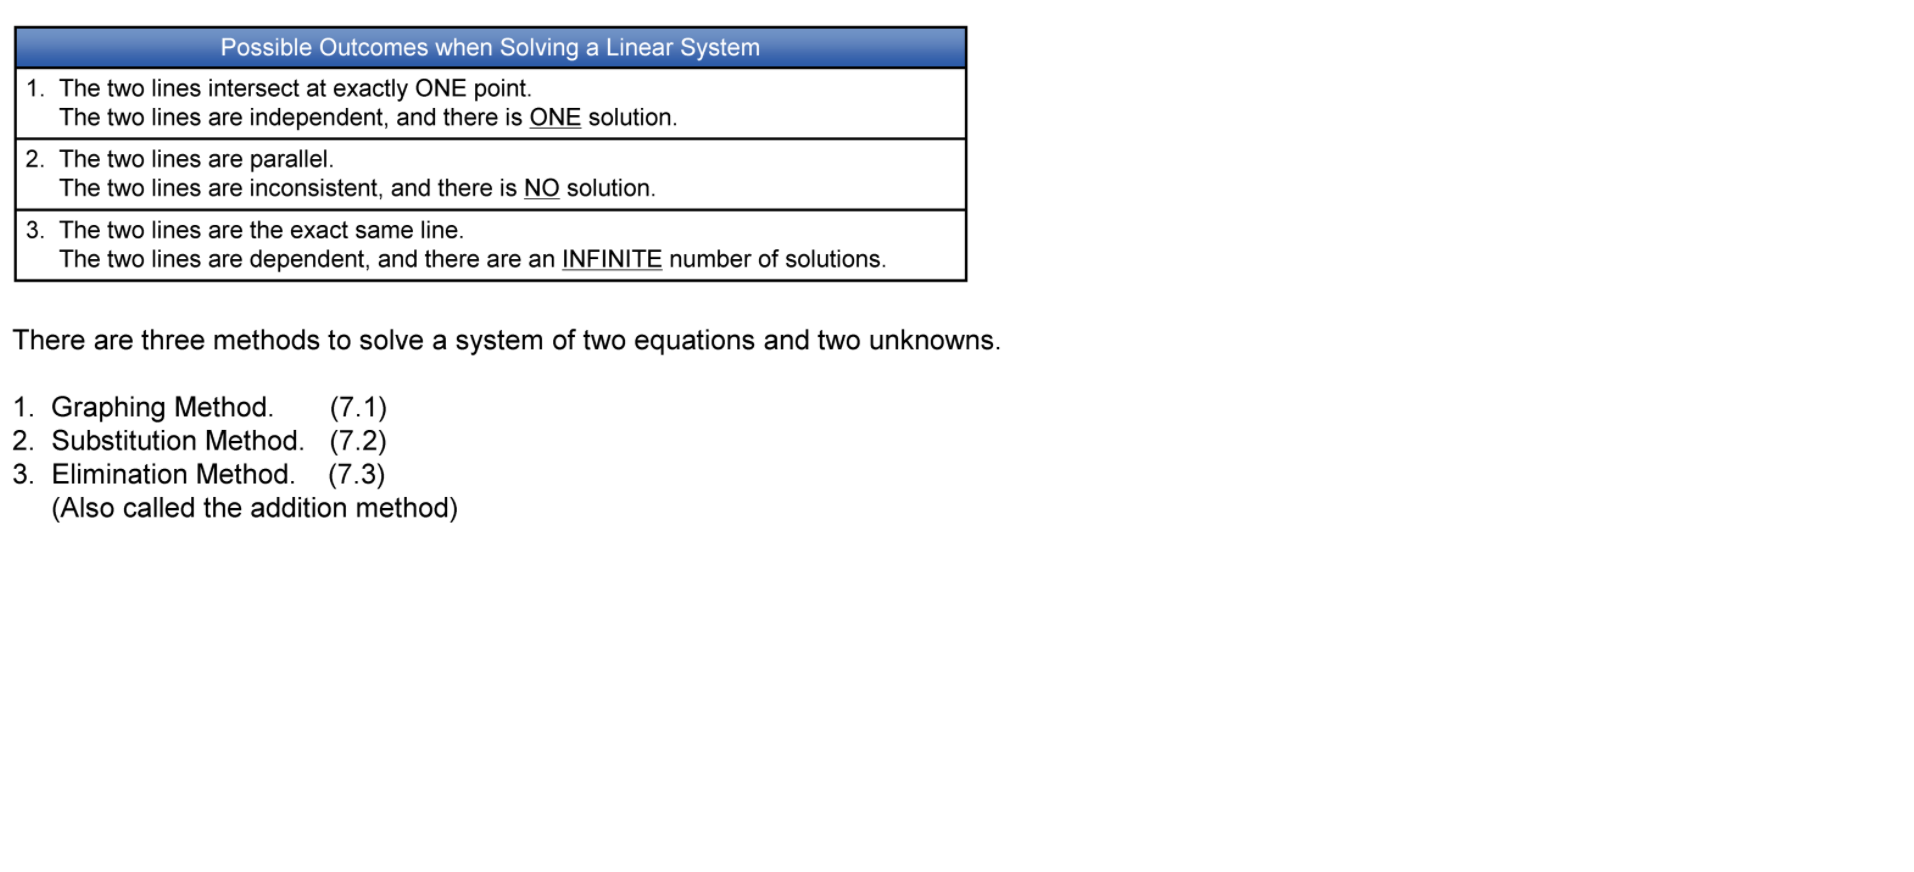 Possible Outcomes when Solving a Linear System
1. The two lines intersect at exactly ONE point.
The two lines are independent, and there is ONE solution.
2. The two lines are parallel.
The two lines are inconsistent, and there is NO solution.
3. The two lines are the exact same line.
The two lines are dependent, and there are an INFINITE number of solutions.
There are three methods to solve a system of two equations and two unknowns.
1. Graphing Method. (7.1)
2. Substitution Method. (7.2)
3. Elimination Method. (7.3)
(Also called the addition method)